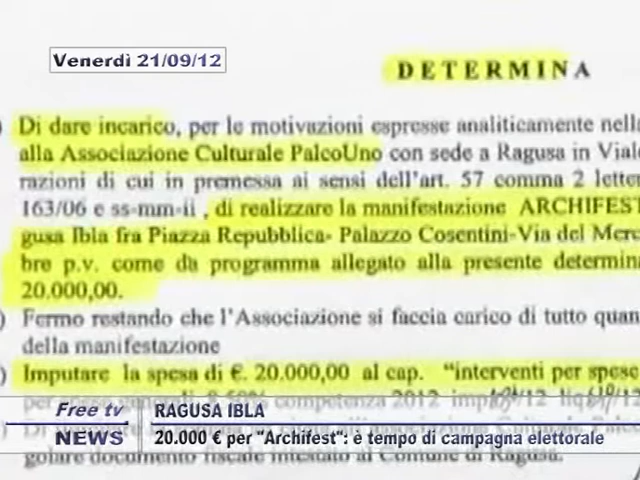 Venerdì 21/09/12
DETERMINA
) Di dare incarico, per le motivazioni espresse analiticamente nell
alla Associazione Culturale PalcoUno con sede a Ragusa in Vial
razioni di cui in premessa ai sensi dell'art. 57 comma 2 letter
163/06 e ss-mm-ii , di realizzare la manifestazione ARCHIFEST
gusa Ibla fra Piazza Repubblica- Palazzo Cosentini-Via del Merc
bre p.v. come da programma allegato alla presente determin
20.000,00.
) Fermo restando che l'Associazione si faccia carico di tutto quan
della manifestazione
) Imputare la spesa di €. 20.000,00 al cap. "interventi per spese
competenza 2012
Free tv RAGUSA IBLA
NEWS 20.000 € per "Archifest": è tempo di campagna elettorale
golare documento fiscale intestato al Comune di Ragusa.